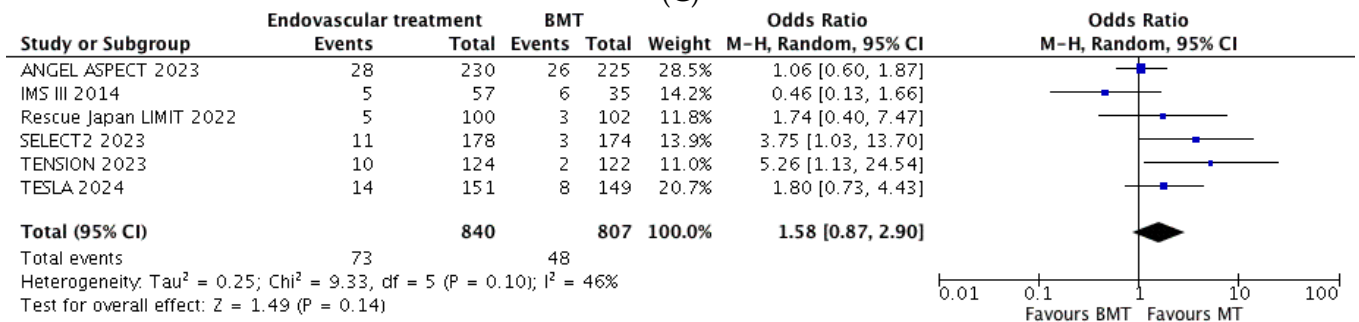 Endovascular treatment BMT Odds Ratio Odds Ratio
Study or Subgroup Events Total Events Total Weight M-H, Random, 95% CI M-H, Random, 95% CI
ANGEL ASPECT 2023 28 230 26 225 28.5% 1.06 [0.60, 1.87]
IMS III 2014 5 57 6 35 14.2% 0.46 [0.13, 1.66]
Rescue Japan LIMIT 2022 5 100 3 102 11.8% 1.74 [0.40, 7.47]
SELECT2 2023 11 178 3 174 13.9% 3.75 [1.03, 13.70]
TENSION 2023 10 124 2 122 11.0% 5.26 [1.13, 24.54]
TESLA 2024 14 151 8 149 20.7% 1.80 [0.73, 4.43]
Total (95% CI) 840 807 100.0% 1.58 [0.87, 2.90]
Total events 73 48
Heterogeneity: Tau² = 0.25; Chi² = 9.33, df = 5 (P = 0.10); I² = 46%
Test for overall effect: Z = 1.49 (P = 0.14)
0.01 0.1 1 10 100
Favours BMT Favours MT